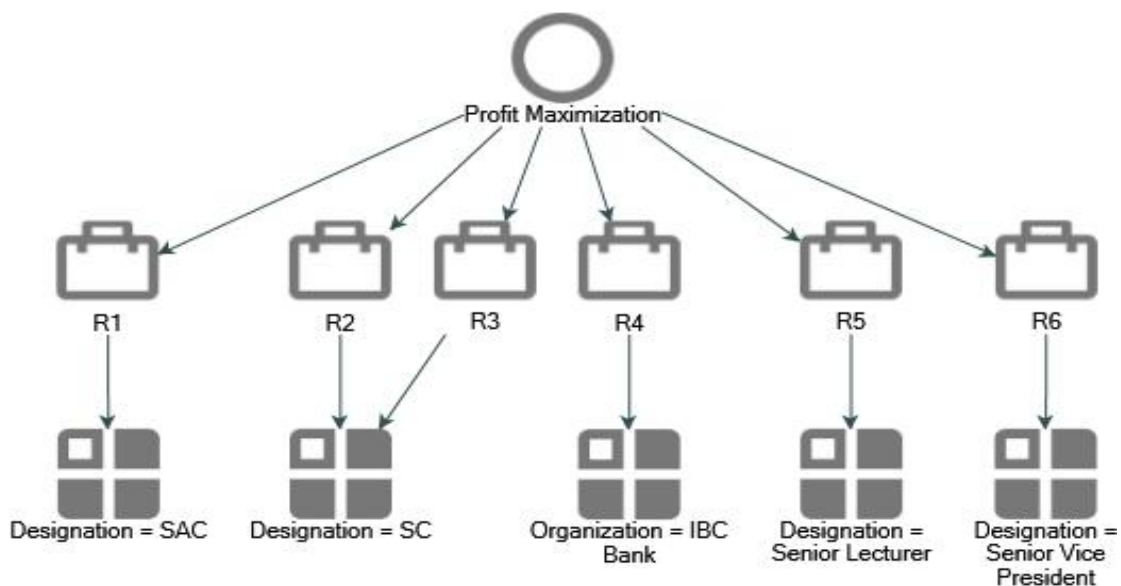 Profit Maximization
R1
R2
R3
R4
R5
R6
Designation = SAC
Designation = SC
Organization = IBC
Bank
Designation =
Senior Lecturer
Designation =
Senior Vice
President